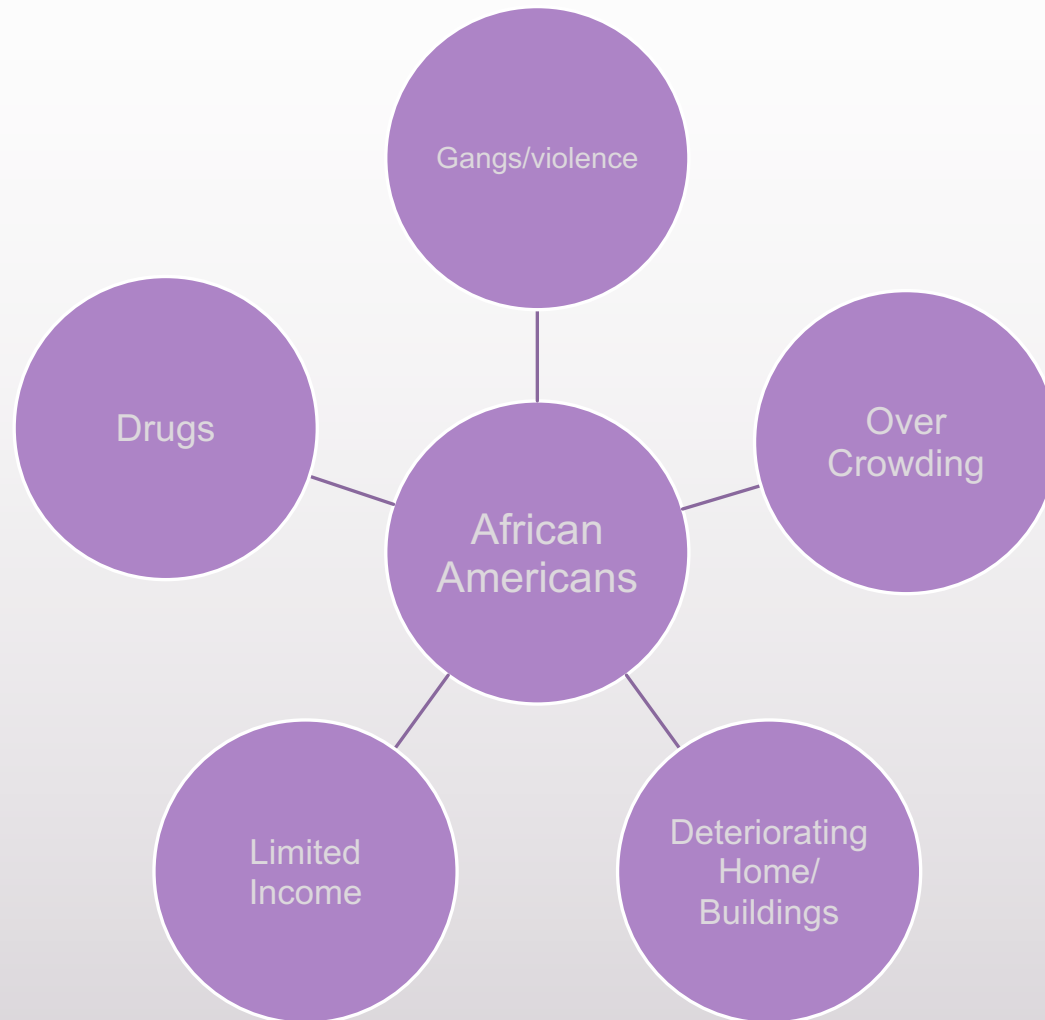 Gangs/violence
Drugs
Over
Crowding
African
Americans
Limited
Income
Deteriorating
Home/
Buildings